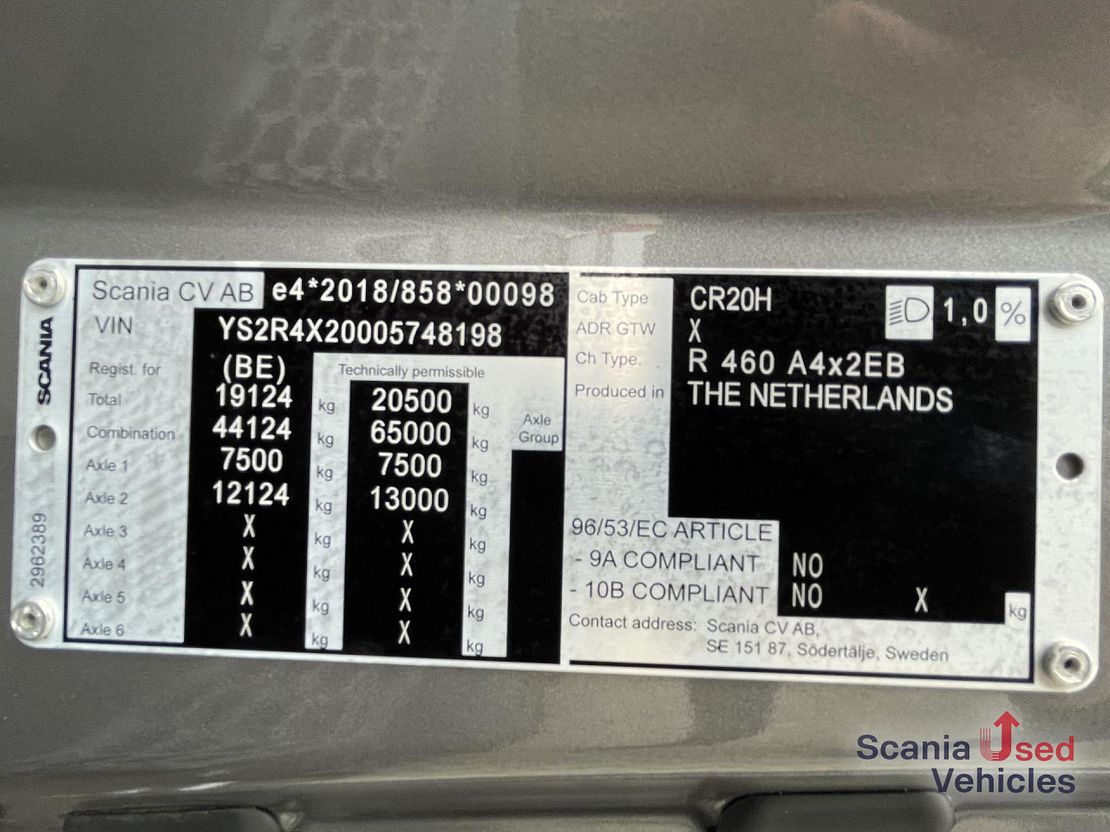 SCANIA
2962389
Scania CV AB e4*2018/858*00098
VIN YS2R4X20005748198
Regist. for (BE) Technically permissible
Total 19124 kg 20500 kg Axle Group
Combination 44124 kg 65000 kg
Axle 1 7500 kg 7500 kg
Axle 2 12124 kg 13000 kg
Axle 3 X kg X kg
Axle 4 X kg X kg
Axle 5 X kg X kg
Axle 6 X kg X kg
Cab Type CR20H 1,0 %
ADR GTW X
Ch Type. R 460 A4x2EB
Produced in THE NETHERLANDS
96/53/EC ARTICLE
- 9A COMPLIANT NO
- 10B COMPLIANT NO X kg
Contact address: Scania CV AB,
SE 151 87, Södertälje, Sweden
Scania Used
Vehicles